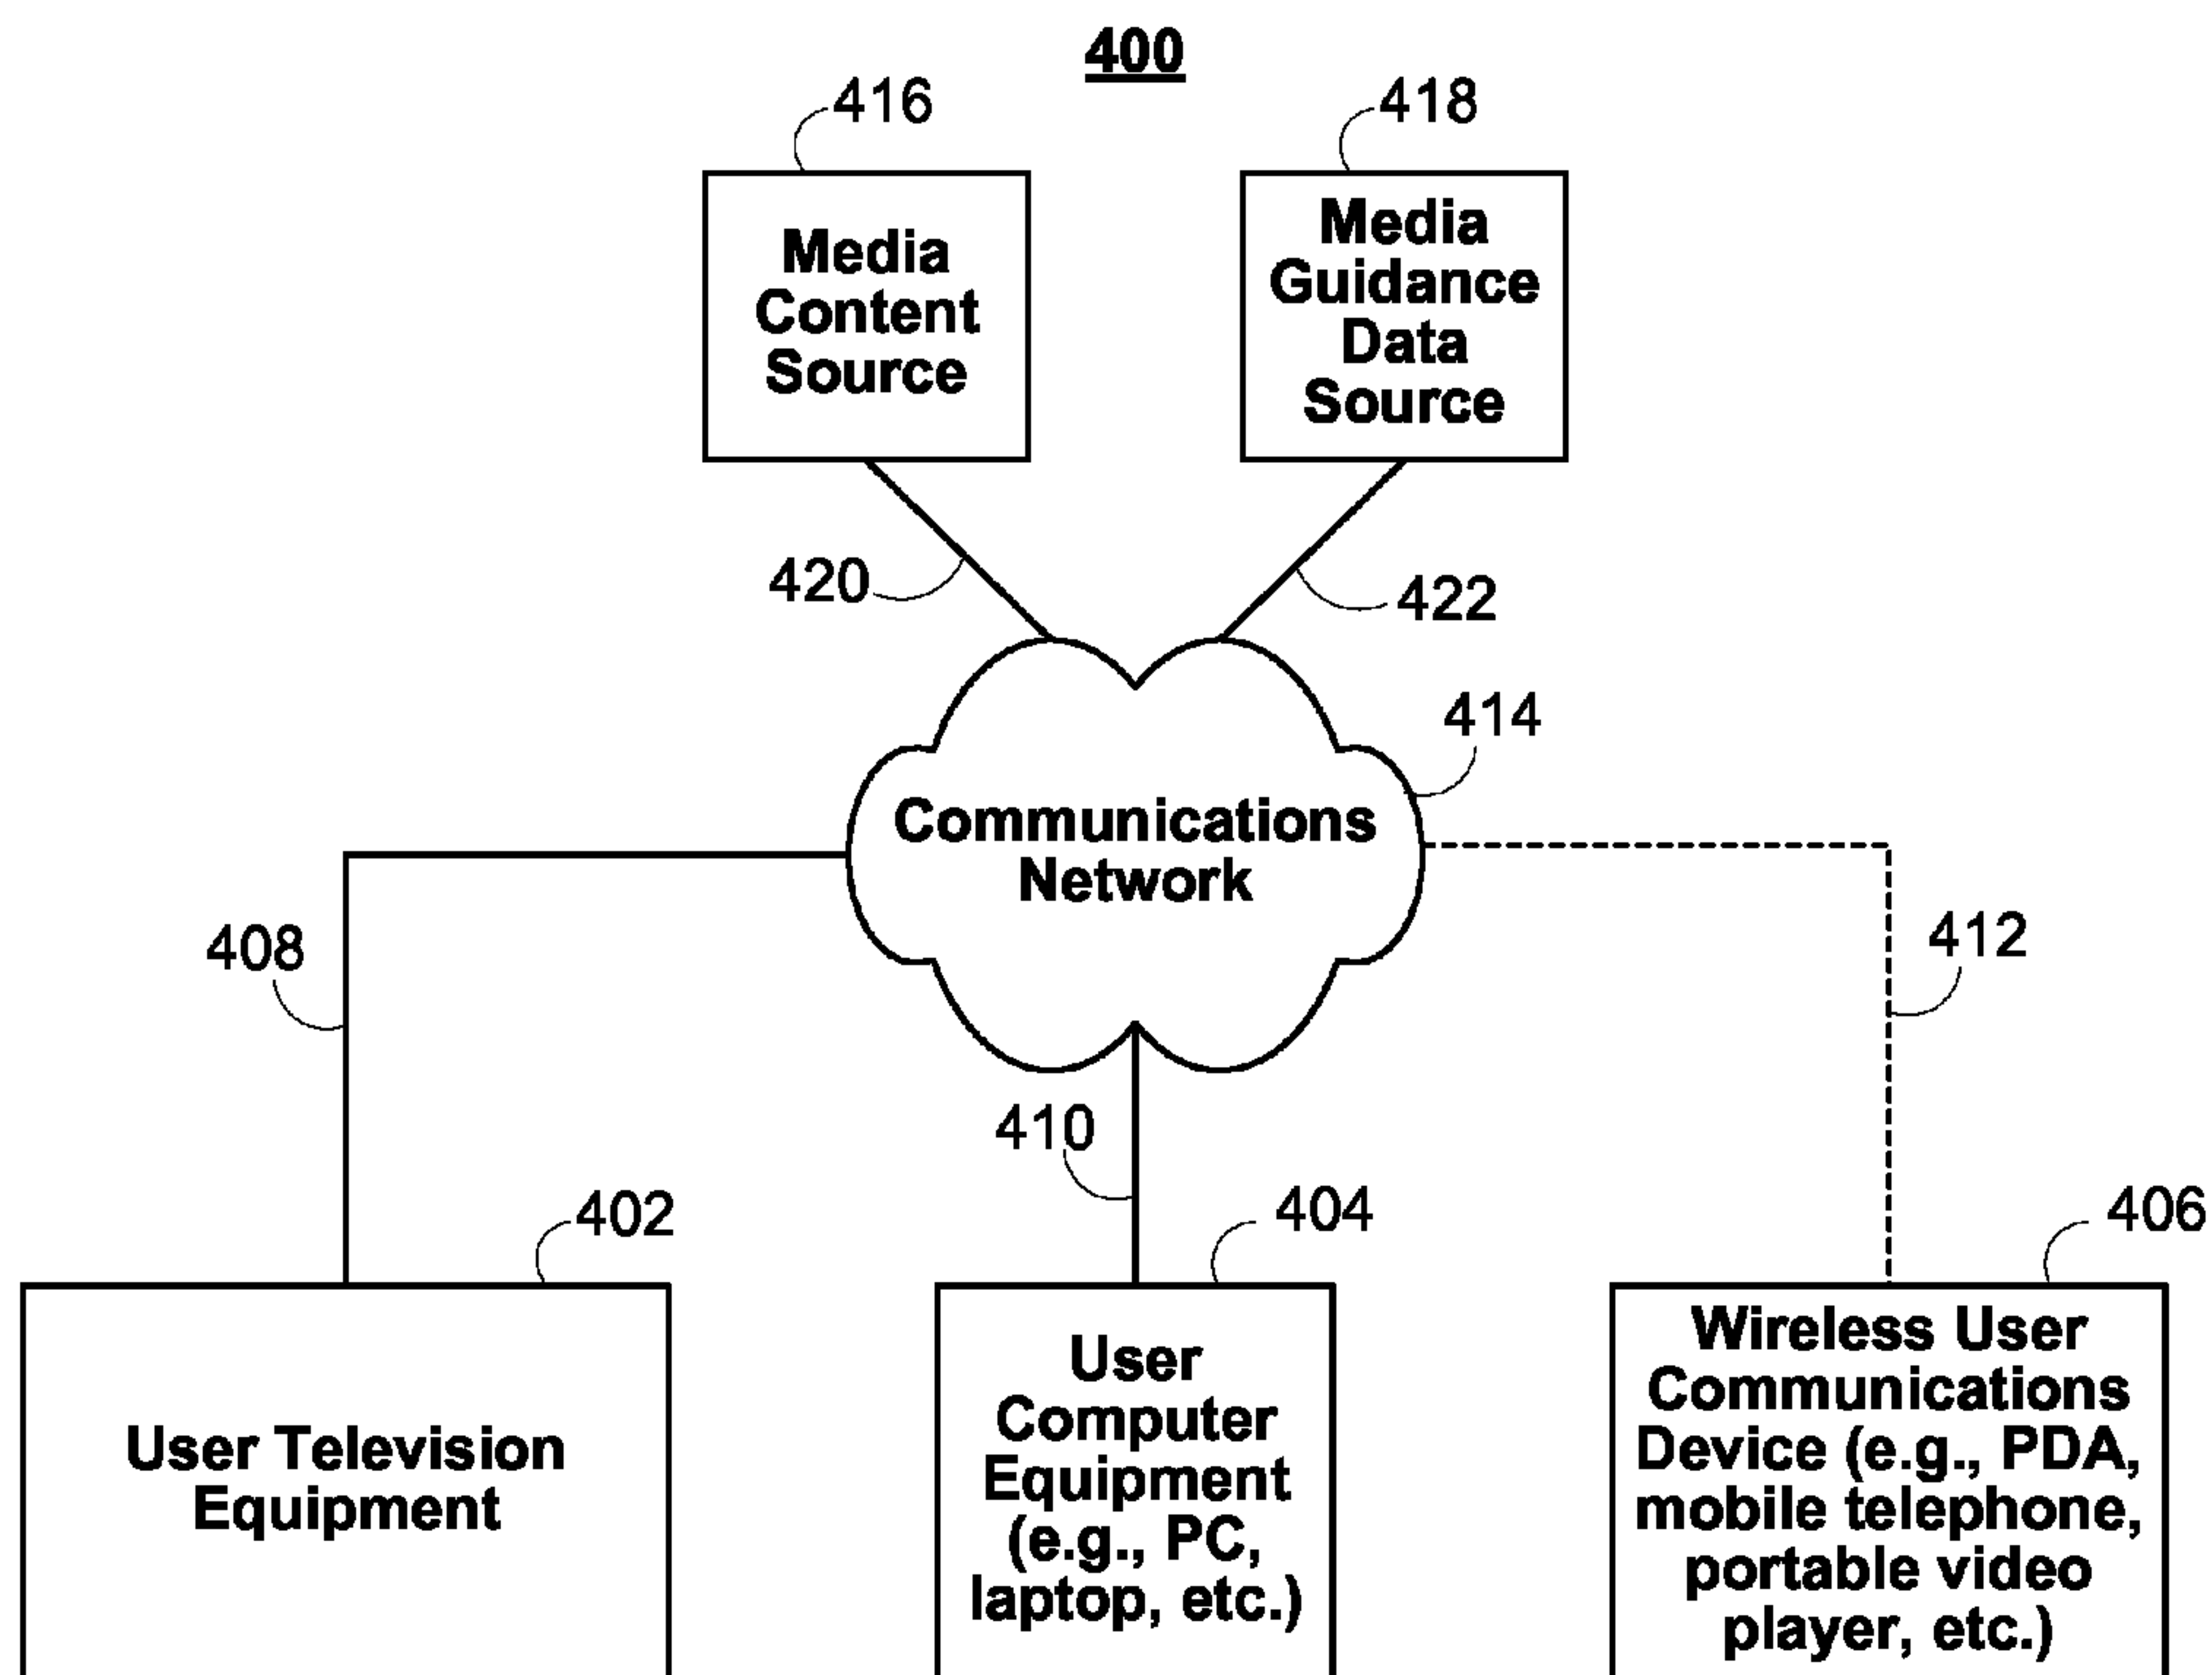 400
416
418
Media
Content
Source
Media
Guidance
Data
Source
420
422
414
Communications
Network
408
412
410
402
404
406
User Television
Equipment
User
Computer
Equipment
(e.g., PC,
laptop, etc.)
Wireless User
Communications
Device (e.g., PDA,
mobile telephone,
portable video
player, etc.)